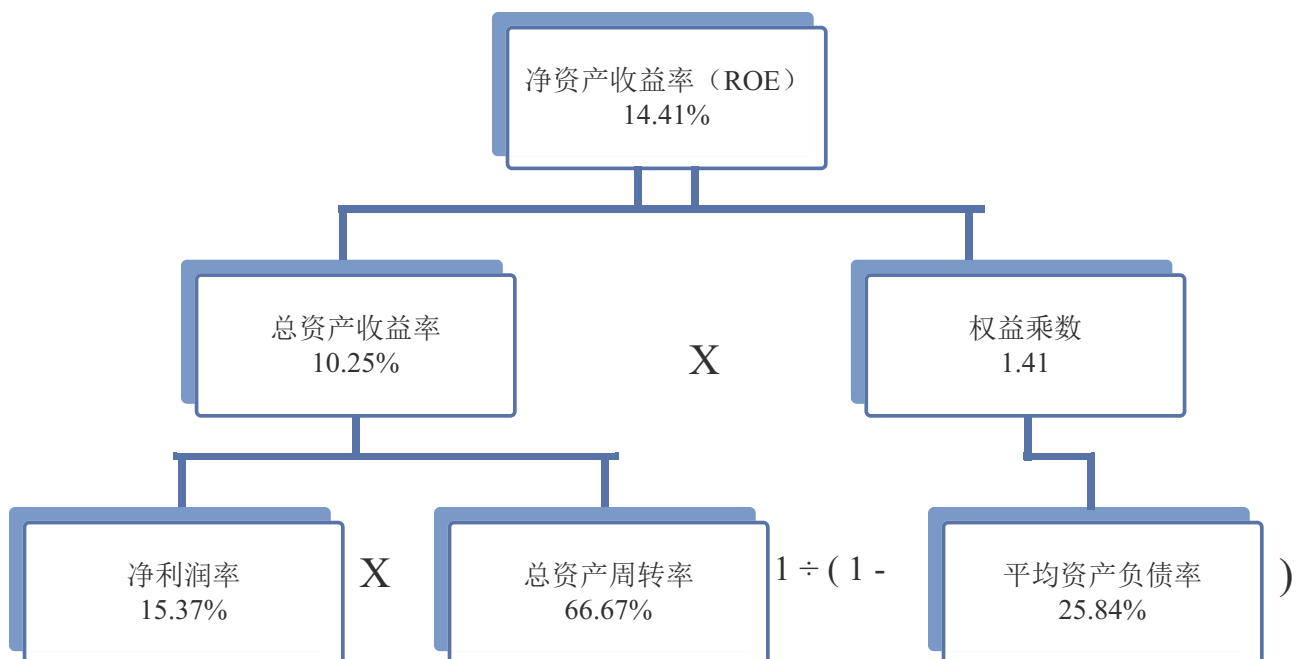 净资产收益率（ROE）
14.41%
总资产收益率
10.25%
X
权益乘数
1.41
净利润率
15.37%
X
总资产周转率
66.67%
1 ÷ ( 1 -
平均资产负债率
25.84%
)